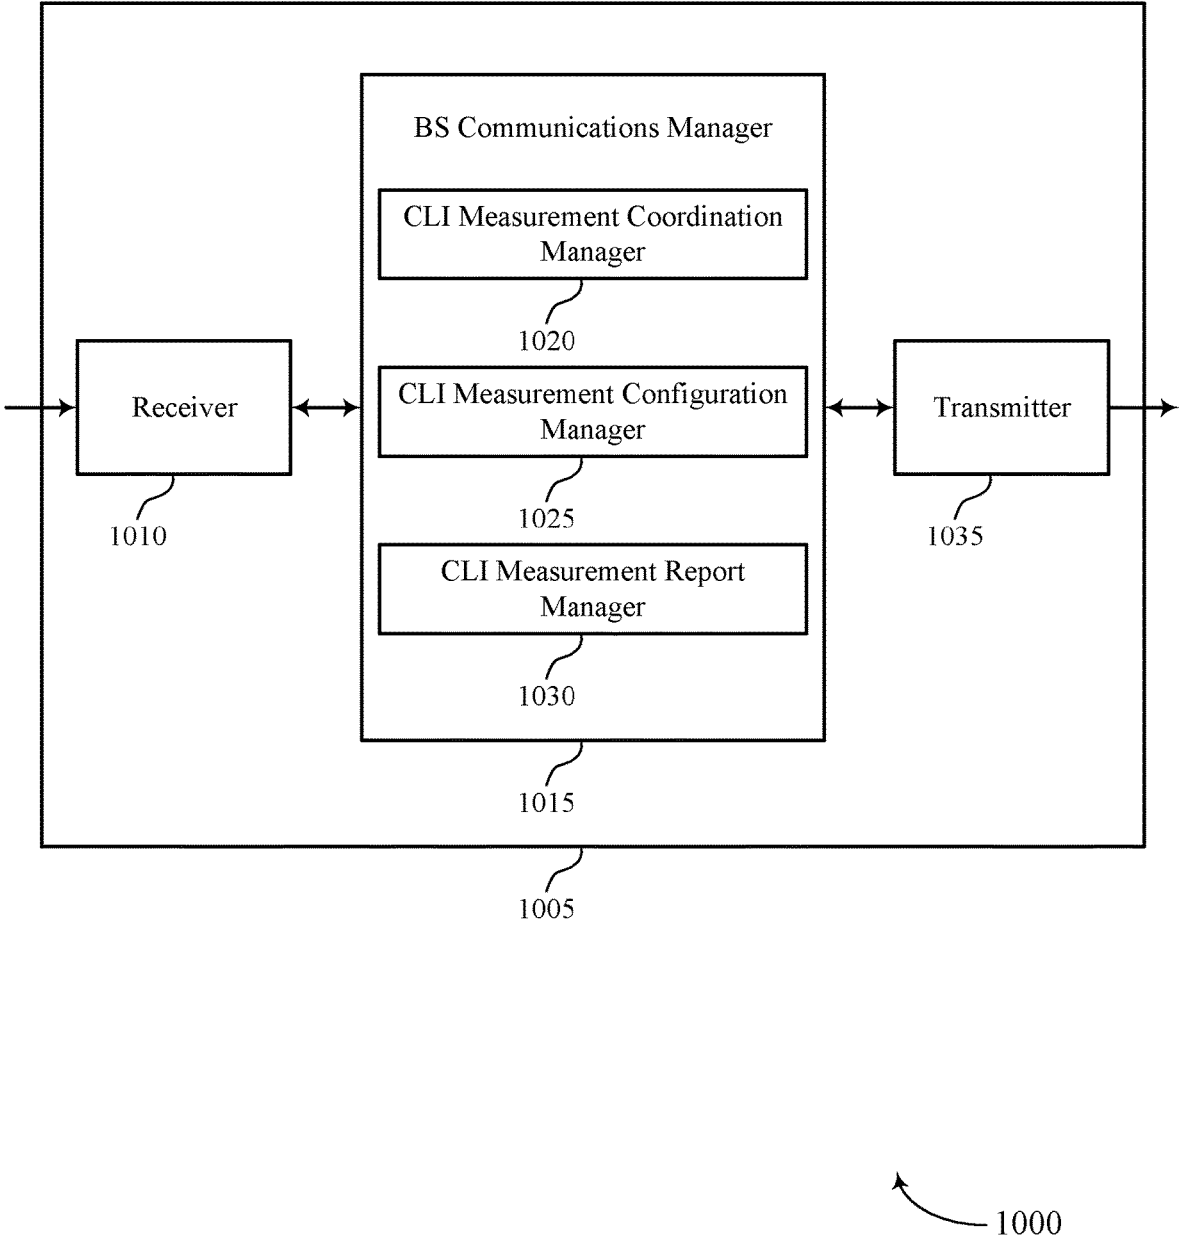 BS Communications Manager
CLI Measurement Coordination
Manager
1020
Receiver
1010
CLI Measurement Configuration
Manager
1025
Transmitter
1035
CLI Measurement Report
Manager
1030
1015
1005
1000